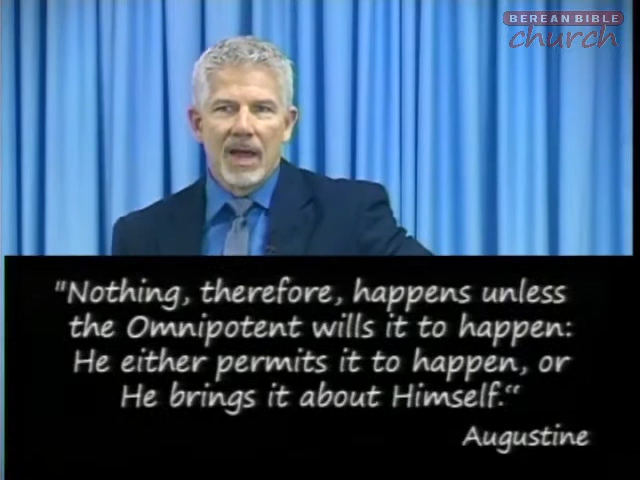 BEREAN BIBLE
church
"Nothing, therefore, happens unless
the Omnipotent wills it to happen:
He either permits it to happen, or
He brings it about Himself.“
Augustine